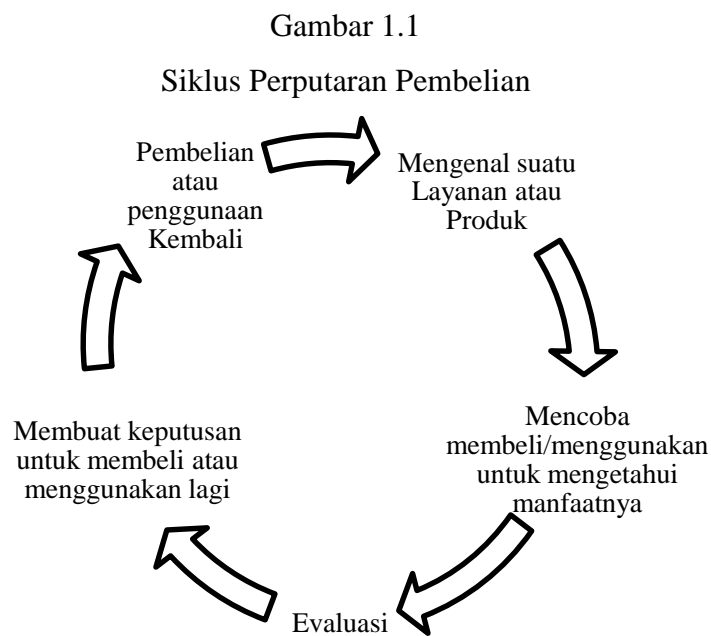 Gambar 1.1
Siklus Perputaran Pembelian
Mengenal suatu
Layanan atau
Produk
Mencoba
membeli/menggunakan
untuk mengetahui
manfaatnya
Evaluasi
Membuat keputusan
untuk membeli atau
menggunakan lagi
Pembelian
atau
penggunaan
Kembali